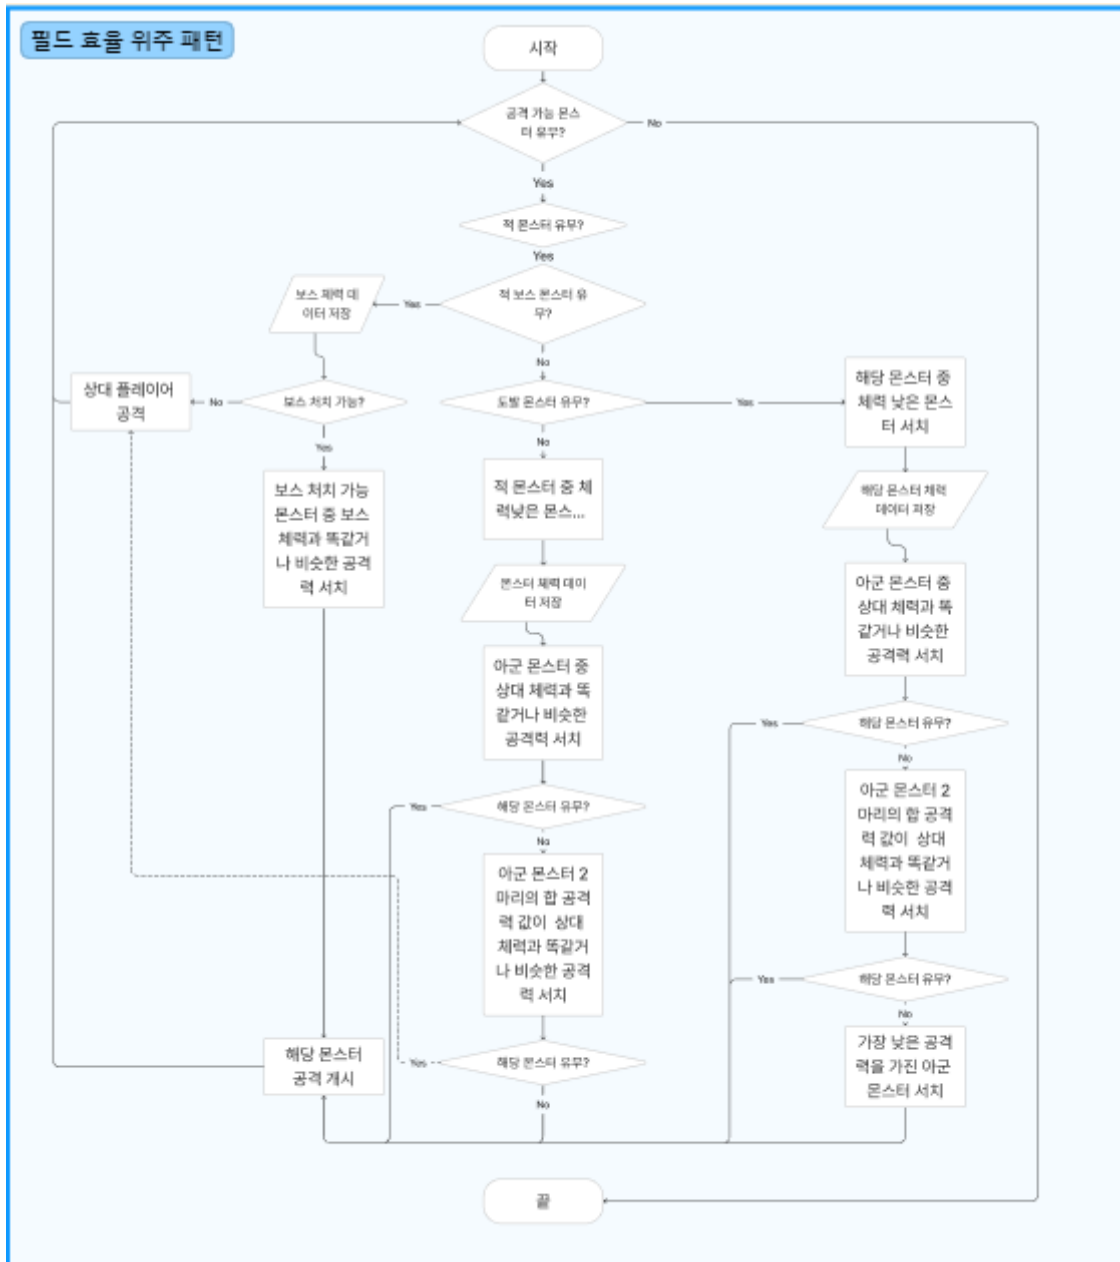 필드 효율 위주 패턴
시작
공격 가능 몬스
터 유무?
No
Yes
적 몬스터 유무?
Yes
적 보스 몬스터 유
무?
Yes
보스 체력 데
이터 저장
No
보스 처치 가능?
No
상대 플레이어
공격
Yes
보스 처치 가능
몬스터 중 보스
체력과 똑같거
나 비슷한 공격
력 서치
도발 몬스터 유무?
Yes
No
적 몬스터 중 체
력낮은 몬스...
몬스터 체력 데이
터 저장
아군 몬스터 중
상대 체력과 똑
같거나 비슷한
공격력 서치
해당 몬스터 유무?
Yes
No
아군 몬스터 2
마리의 합 공격
력 값이 상대
체력과 똑같거
나 비슷한 공격
력 서치
해당 몬스터 유무?
Yes
No
해당 몬스터 중
체력 낮은 몬스
터 서치
해당 몬스터 체력
데이터 저장
아군 몬스터 중
상대 체력과 똑
같거나 비슷한
공격력 서치
해당 몬스터 유무?
Yes
No
아군 몬스터 2
마리의 합 공격
력 값이 상대
체력과 똑같거
나 비슷한 공격
력 서치
해당 몬스터 유무?
Yes
No
가장 낮은 공격
력을 가진 아군
몬스터 서치
해당 몬스터
공격 개시
끝